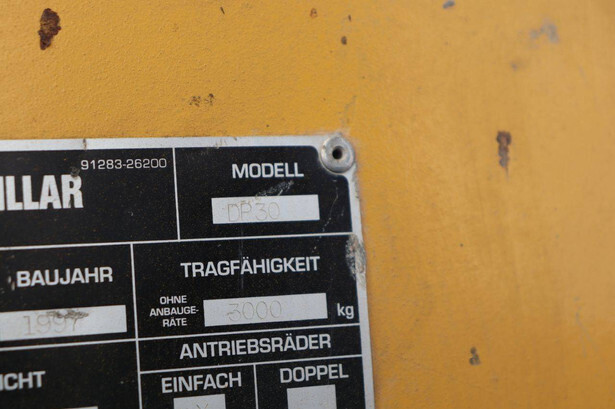 91283-26200
ILLAR
MODELL
DP30
BAUJAHR
1997
TRAGFÄHIGKEIT
OHNE
ANBAUGE-
RÄTE
3000 kg
ANTRIEBSRÄDER
ICHT
EINFACH
DOPPEL
X